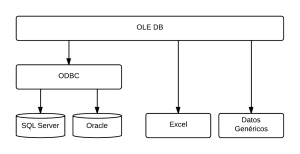 OLE DB
ODBC
SQL Server
Oracle
Excel
Datos
Genéricos